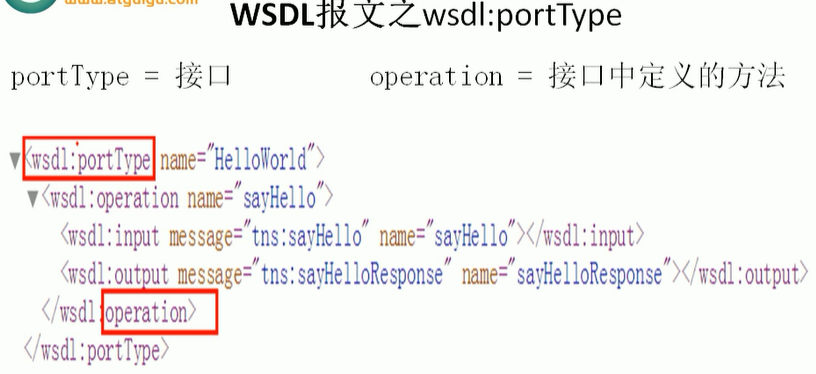 www.atguigu.com
WSDL报文之wsdl:portType
portType = 接口 operation = 接口中定义的方法
▼<wsdl:portType name="HelloWorld">
▼<wsdl:operation name="sayHello">
<wsdl:input message="tns:sayHello" name="sayHello"></wsdl:input>
<wsdl:output message="tns:sayHelloResponse" name="sayHelloResponse"></wsdl:output>
</wsdl:operation>
</wsdl:portType>